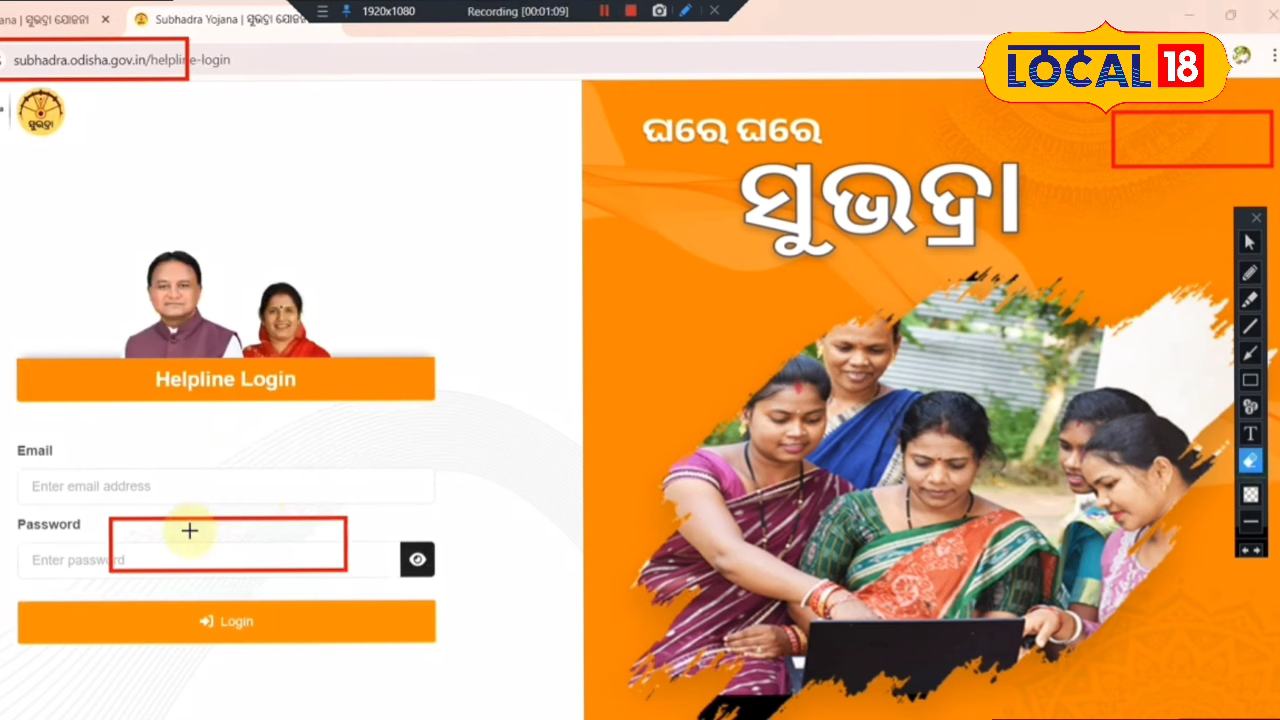 ana | ସୁଭଦ୍ରା ଯୋଜନା
Subhadra Yojana | ସୁଭଦ୍ରା
1920x1080
Recording [00:01:09]
subhadra.odisha.gov.in/helpline-login
LOCAL 18
ସୁଭଦ୍ରା
ଘରେ ଘରେ
ସୁଭଦ୍ରା
Helpline Login
Email
Enter email address
Password
Enter password
Login
T